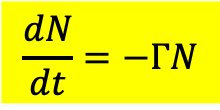 dN/dt = −ΓN